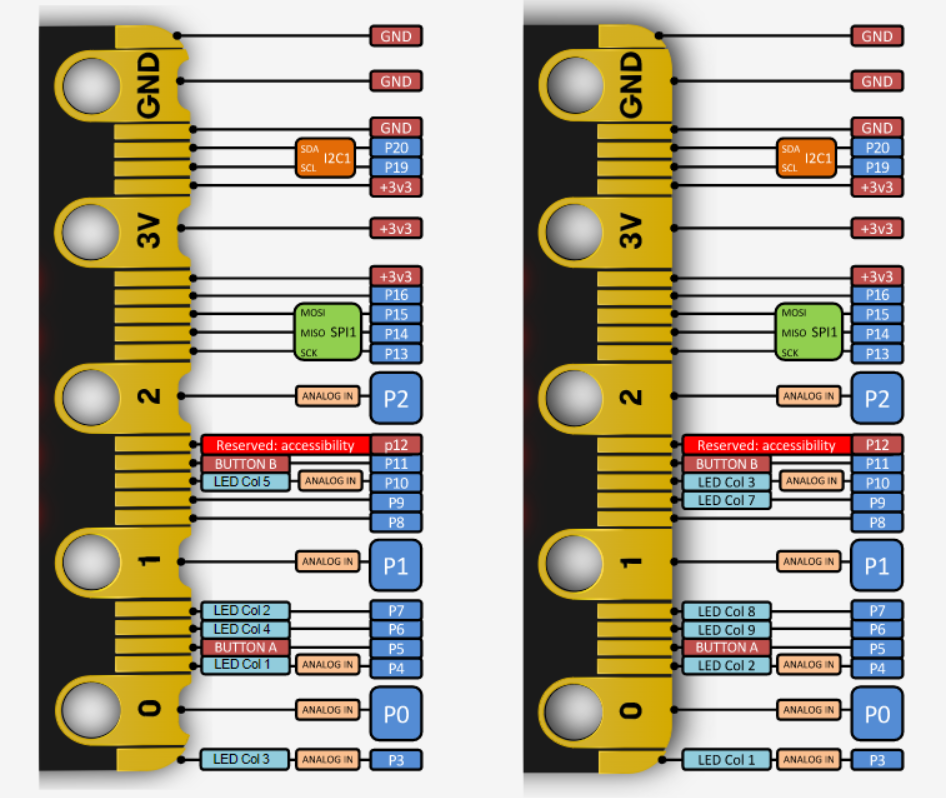 GND
GND GND
GND
SDA I2C1 P20
SCL P19
+3v3
3V +3v3
+3v3
P16
MOSI P15
MISO SPI1 P14
SCK P13
2 ANALOG IN P2
Reserved: accessibility p12
BUTTON B P11
LED Col 5 ANALOG IN P10
P9
P8
1 ANALOG IN P1
LED Col 2 P7
LED Col 4 P6
BUTTON A P5
LED Col 1 ANALOG IN P4
0 ANALOG IN P0
LED Col 3 ANALOG IN P3
GND
GND GND
GND
SDA I2C1 P20
SCL P19
+3v3
3V +3v3
+3v3
P16
MOSI P15
MISO SPI1 P14
SCK P13
2 ANALOG IN P2
Reserved: accessibility P12
BUTTON B P11
LED Col 3 ANALOG IN P10
LED Col 7 P9
P8
1 ANALOG IN P1
LED Col 8 P7
LED Col 9 P6
BUTTON A P5
LED Col 2 ANALOG IN P4
0 ANALOG IN P0
LED Col 1 ANALOG IN P3